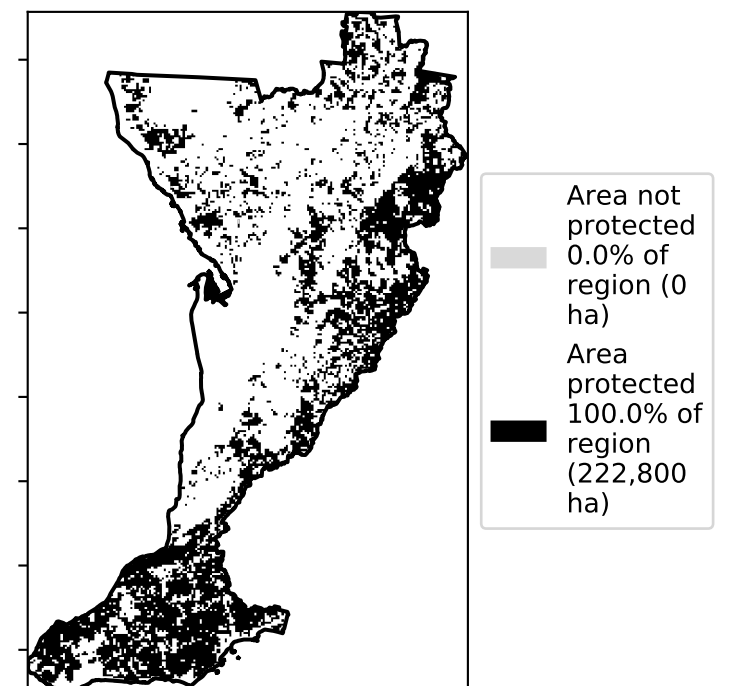 Area not
protected
0.0% of
region (0
ha)
Area
protected
100.0% of
region
(222,800
ha)